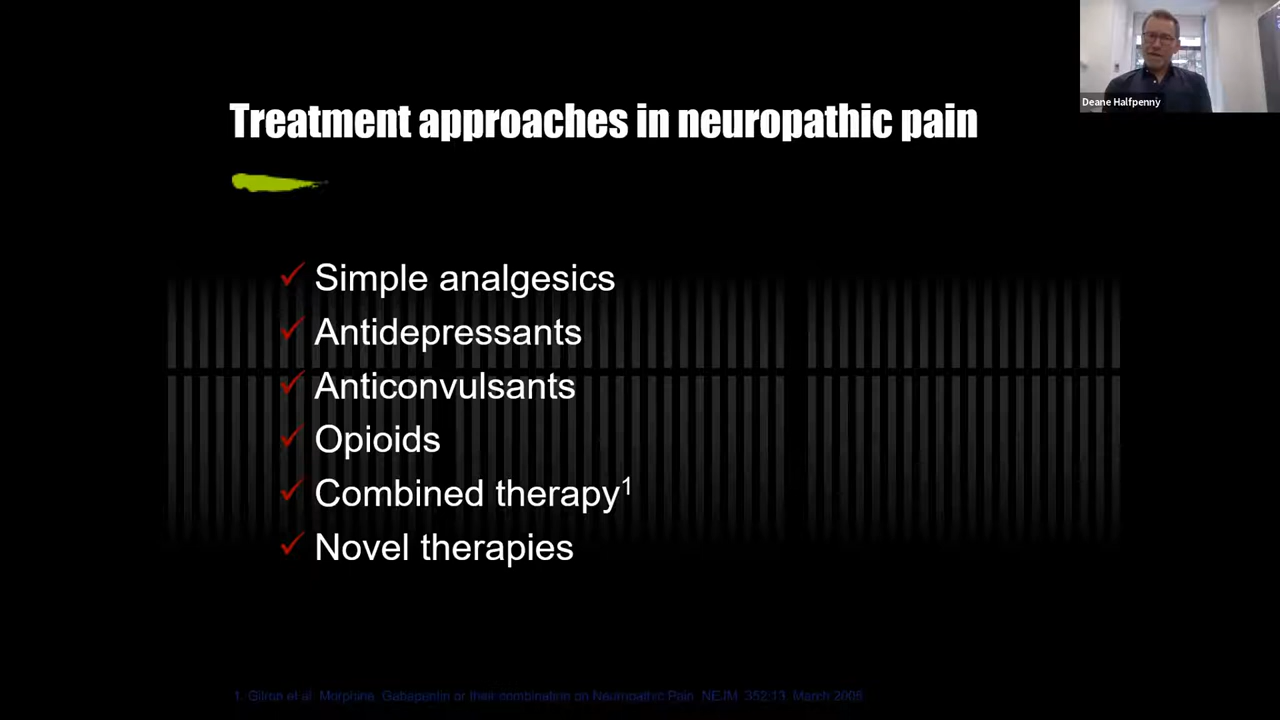 Deane Halfpenny
Treatment approaches in neuropathic pain
✓ Simple analgesics
✓ Antidepressants
✓ Anticonvulsants
✓ Opioids
✓ Combined therapy¹
✓ Novel therapies
1. Gilron et al. Morphine, Gabapentin or their combination on Neuropathic Pain. NEJM. 352:13. March 2005